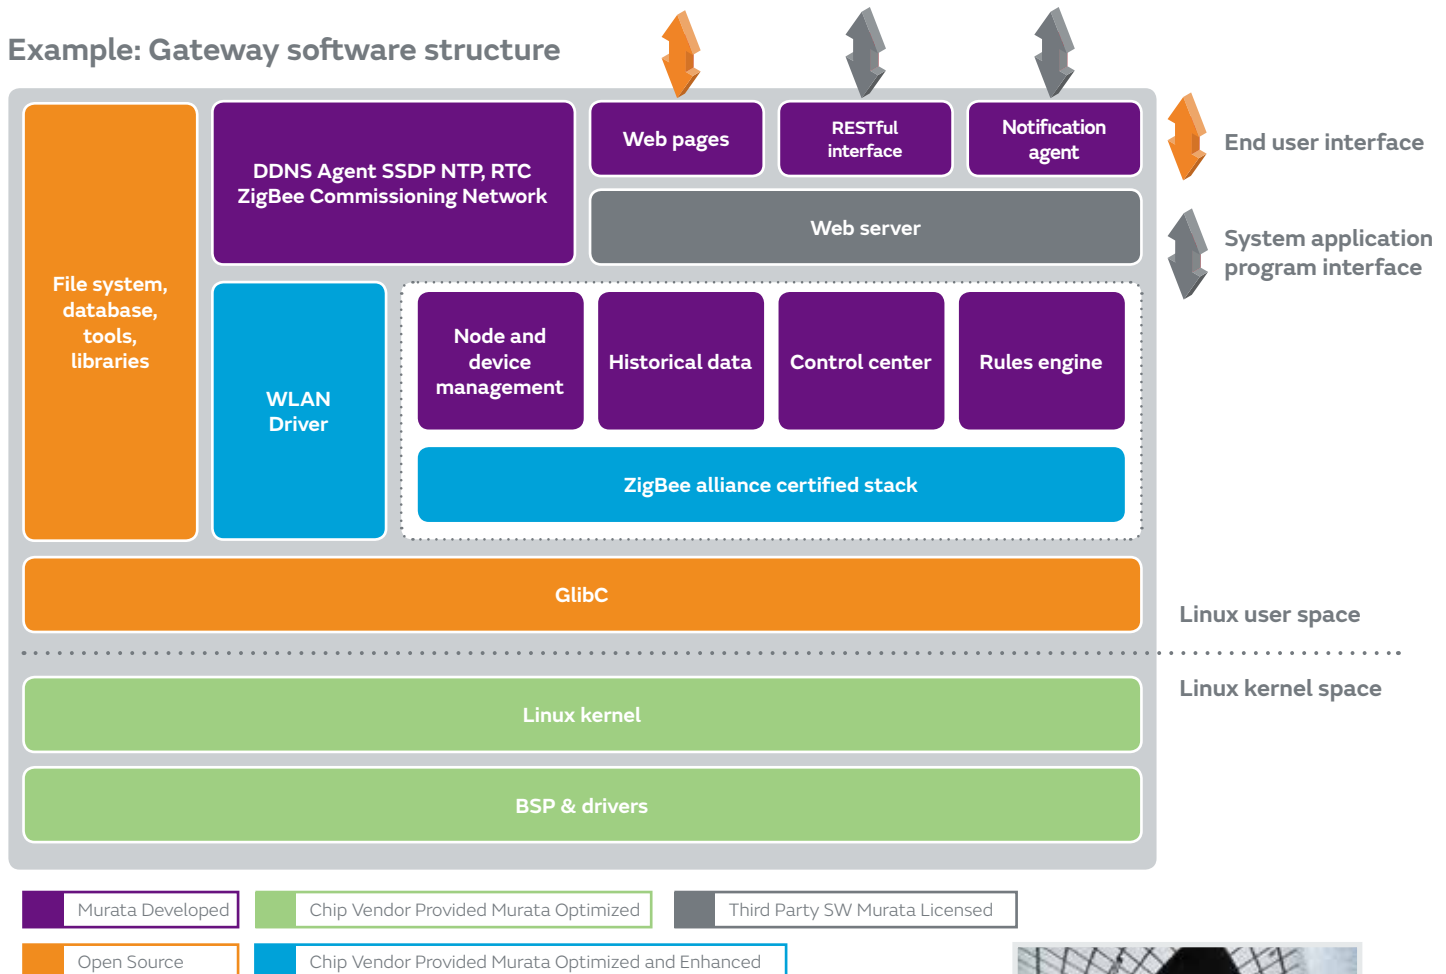 Example: Gateway software structure
Web pages
RESTful
interface
Notification
agent
End user interface
DDNS Agent SSDP NTP, RTC
ZigBee Commissioning Network
Web server
System application
program interface
File system,
database,
tools,
libraries
WLAN
Driver
Node and
device
management
Historical data
Control center
Rules engine
ZigBee alliance certified stack
GlibC
Linux user space
Linux kernel space
Linux kernel
BSP & drivers
Murata Developed
Chip Vendor Provided Murata Optimized
Third Party SW Murata Licensed
Open Source
Chip Vendor Provided Murata Optimized and Enhanced